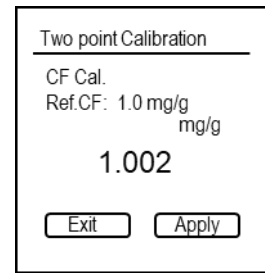 Two point Calibration
CF Cal.
Ref.CF: 1.0 mg/g
mg/g
1.002
Exit Apply